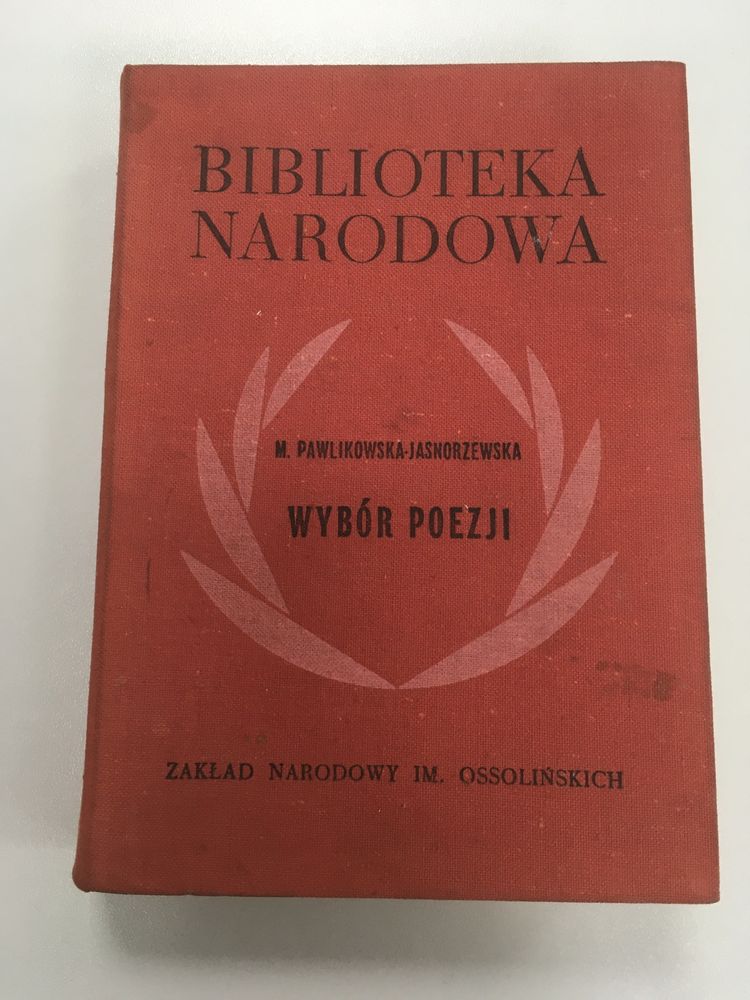 BIBLIOTEKA
NARODOWA
M. PAWLIKOWSKA-JASNORZEWSKA
WYBÓR POEZJI
ZAKŁAD NARODOWY IM. OSSOLIŃSKICH